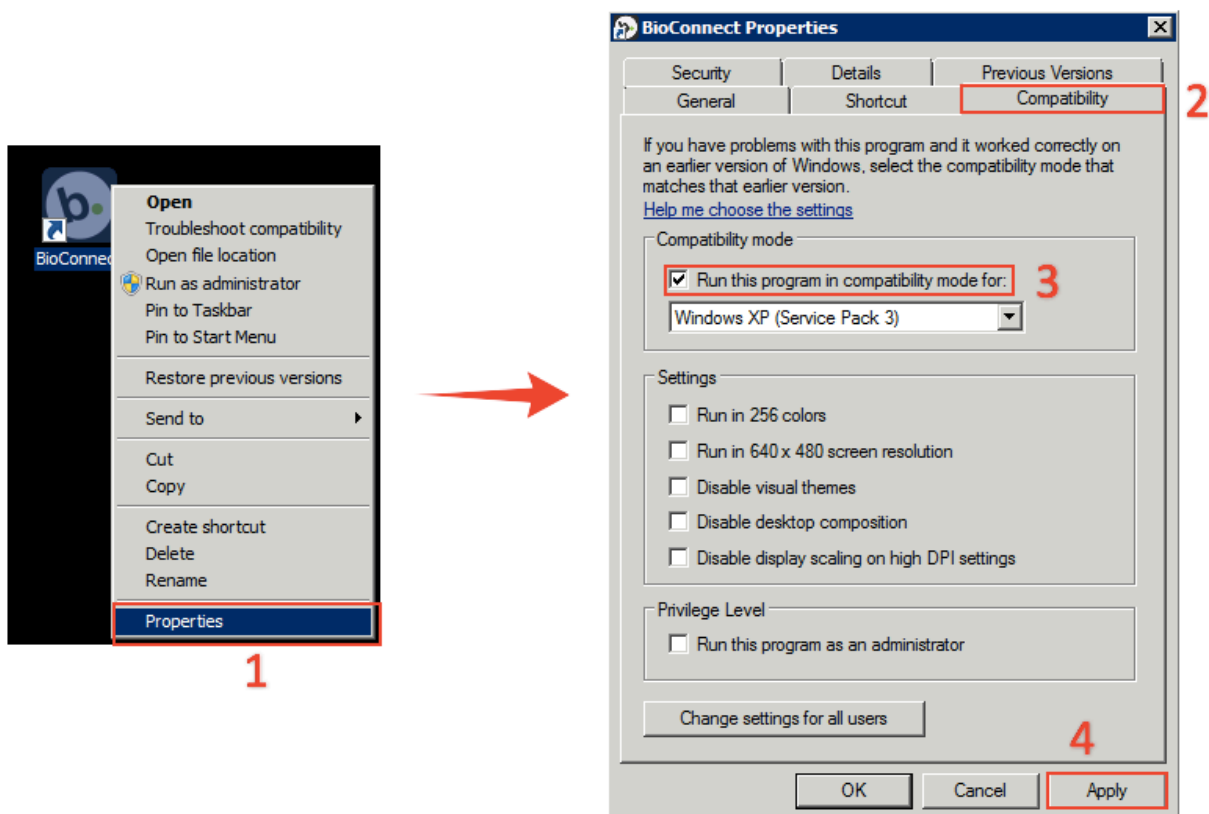 b.
BioConnec
Open
Troubleshoot compatibility
Open file location
Run as administrator
Pin to Taskbar
Pin to Start Menu
Restore previous versions
Send to
Cut
Copy
Create shortcut
Delete
Rename
Properties
1
BioConnect Properties
Security
Details
Previous Versions
General
Shortcut
Compatibility
2
If you have problems with this program and it worked correctly on
an earlier version of Windows, select the compatibility mode that
matches that earlier version.
Help me choose the settings
Compatibility mode
Run this program in compatibility mode for:
3
Windows XP (Service Pack 3)
Settings
Run in 256 colors
Run in 640 x 480 screen resolution
Disable visual themes
Disable desktop composition
Disable display scaling on high DPI settings
Privilege Level
Run this program as an administrator
Change settings for all users
4
OK
Cancel
Apply